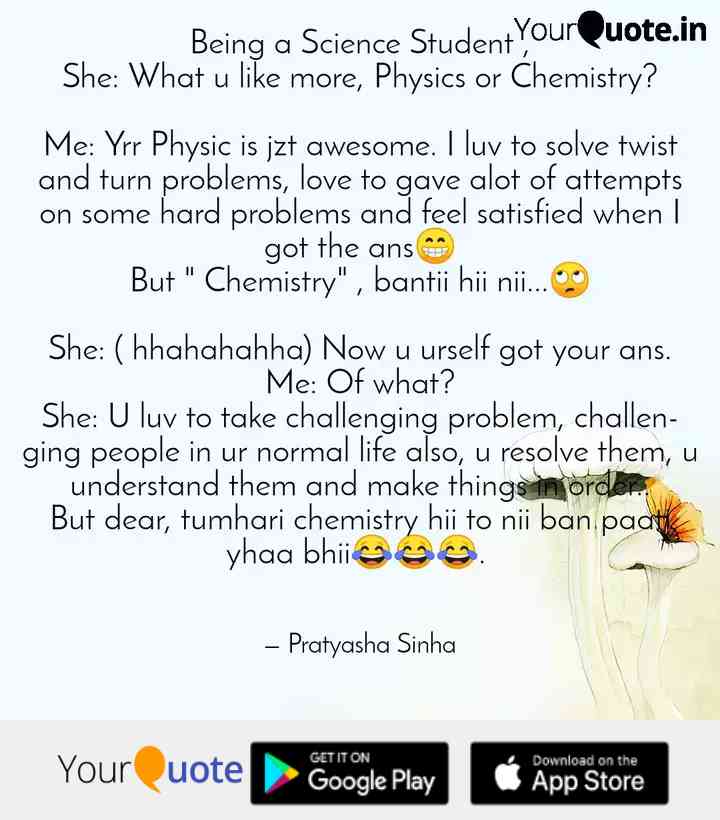 YourQuote.in
Being a Science Student ,
She: What u like more, Physics or Chemistry?
Me: Yrr Physic is jzt awesome. I luv to solve twist
and turn problems, love to gave alot of attempts
on some hard problems and feel satisfied when I
got the ans😁
But " Chemistry" , bantii hii nii...🙄
She: ( hhahahahha) Now u urself got your ans.
Me: Of what?
She: U luv to take challenging problem, challen-
ging people in ur normal life also, u resolve them, u
understand them and make things in order.
But dear, tumhari chemistry hii to nii ban paati
yhaa bhii😂😂😂.
– Pratyasha Sinha
YourQuote
GET IT ON
Google Play
Download on the
App Store